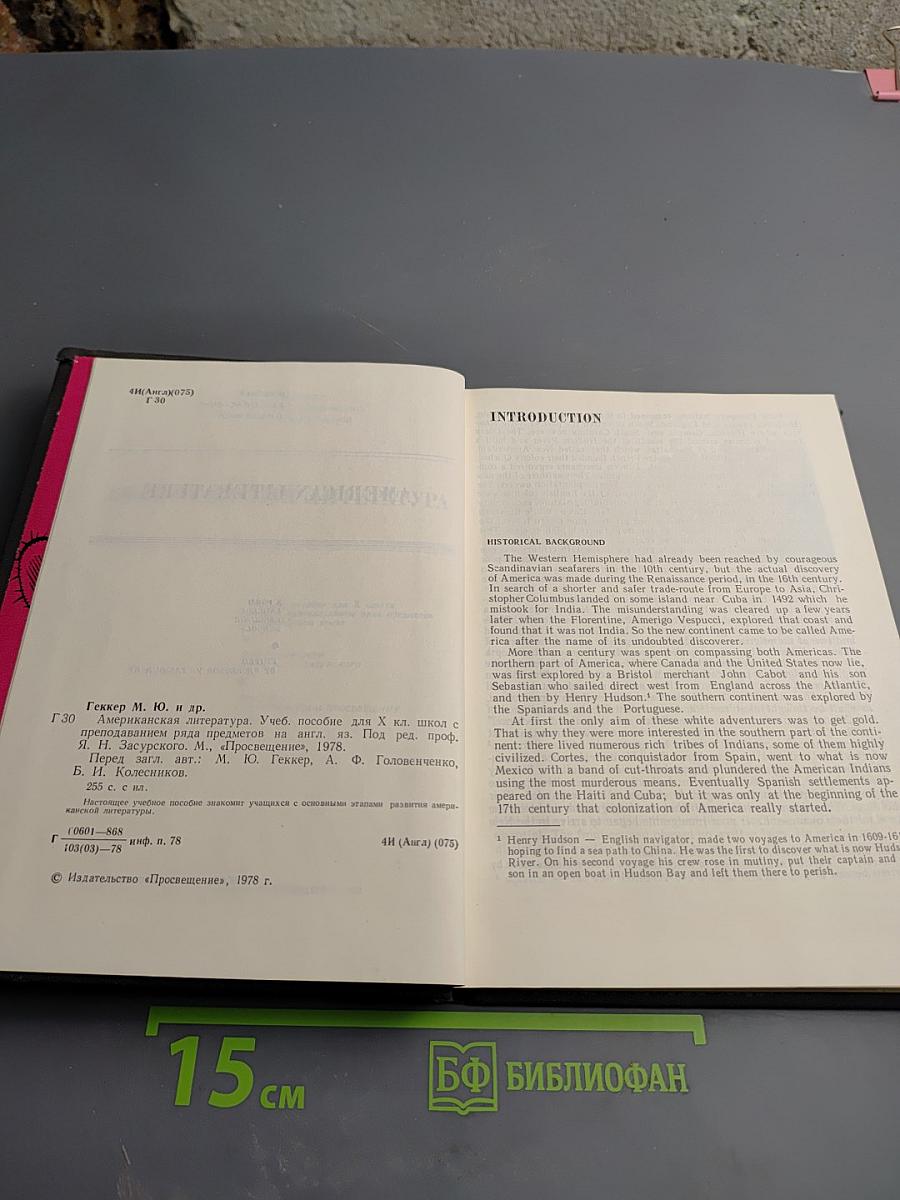 4И(Англ)(075)
Г 30
Геккер М. Ю. и др.
Г 30 Американская литература. Учеб. пособие для X кл. школ с
преподаванием ряда предметов на англ. яз. Под ред. проф.
Я. Н. Засурского. М., «Просвещение», 1978.
Перед загл. авт.: М. Ю. Геккер, А. Ф. Головенченко,
Б. И. Колесников.
255 с. с ил.
Настоящее учебное пособие знакомит учащихся с основными этапами развития амери-
канской литературы.
Г (0601—868
103(03)—78 инф. п. 78 4И (Англ) (075)
© Издательство «Просвещение», 1978 г.
INTRODUCTION
HISTORICAL BACKGROUND
The Western Hemisphere had already been reached by courageous
Scandinavian seafarers in the 10th century, but the actual discovery
of America was made during the Renaissance period, in the 16th century.
In search of a shorter and safer trade-route from Europe to Asia, Chri-
stopher Columbus landed on some island near Cuba in 1492 which he
mistook for India. The misunderstanding was cleared up a few years
later when the Florentine, Amerigo Vespucci, explored that coast and
found that it was not India. So the new continent came to be called Ame-
rica after the name of its undoubted discoverer.
More than a century was spent on compassing both Americas. The
northern part of America, where Canada and the United States now lie,
was first explored by a Bristol merchant John Cabot and his son
Sebastian who sailed direct west from England across the Atlantic,
and then by Henry Hudson.¹ The southern continent was explored by
the Spaniards and the Portuguese.
At first the only aim of these white adventurers was to get gold.
That is why they were more interested in the southern part of the conti-
nent: there lived numerous rich tribes of Indians, some of them highly
civilized. Cortes, the conquistador from Spain, went to what is now
Mexico with a band of cut-throats and plundered the American Indians
using the most murderous means. Eventually Spanish settlements ap-
peared on the Haiti and Cuba; but it was only at the beginning of the
17th century that colonization of America really started.
¹ Henry Hudson — English navigator, made two voyages to America in 1609-16
hoping to find a sea path to China. He was the first to discover what is now Huds
River. On his second voyage his crew rose in mutiny, put their captain and
son in an open boat in Hudson Bay and left them there to perish.
15 см
БФ БИБЛИОФАН